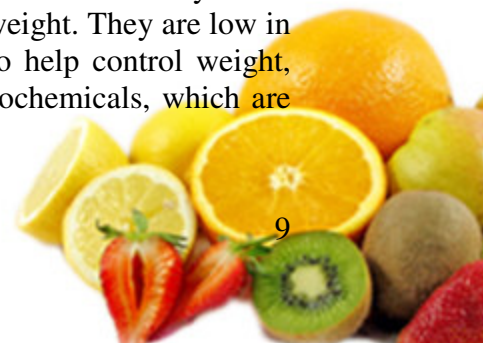 weight. They are low in
o help control weight,
ochemicals, which are
9